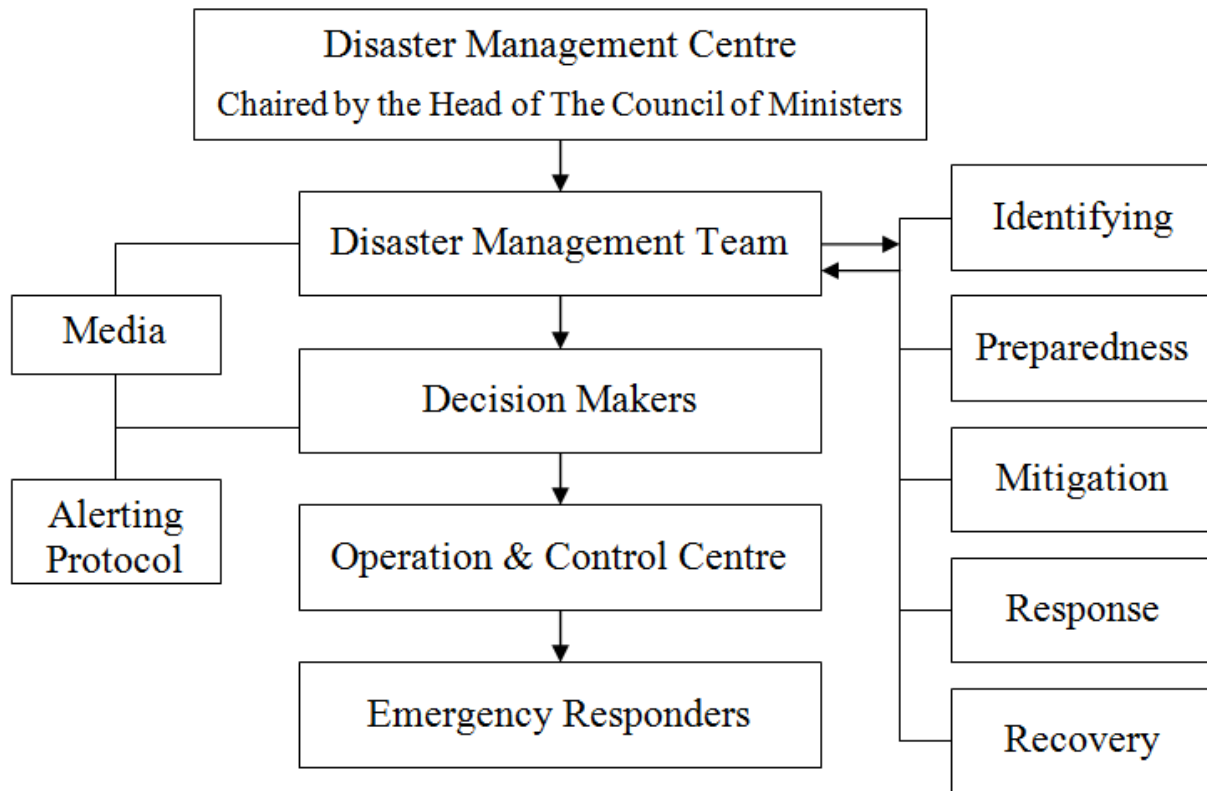 Disaster Management Centre
Chaired by the Head of The Council of Ministers
Disaster Management Team
Media
Decision Makers
Alerting
Protocol
Operation & Control Centre
Emergency Responders
Identifying
Preparedness
Mitigation
Response
Recovery